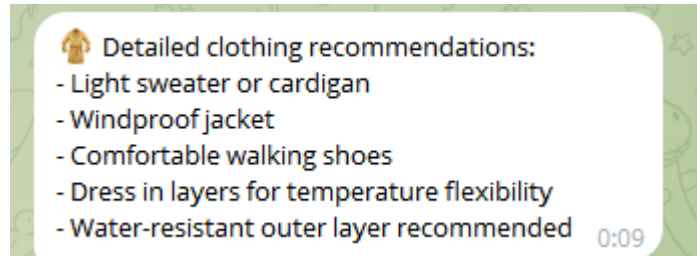 🧥 Detailed clothing recommendations:
- Light sweater or cardigan
- Windproof jacket
- Comfortable walking shoes
- Dress in layers for temperature flexibility
- Water-resistant outer layer recommended
0:09